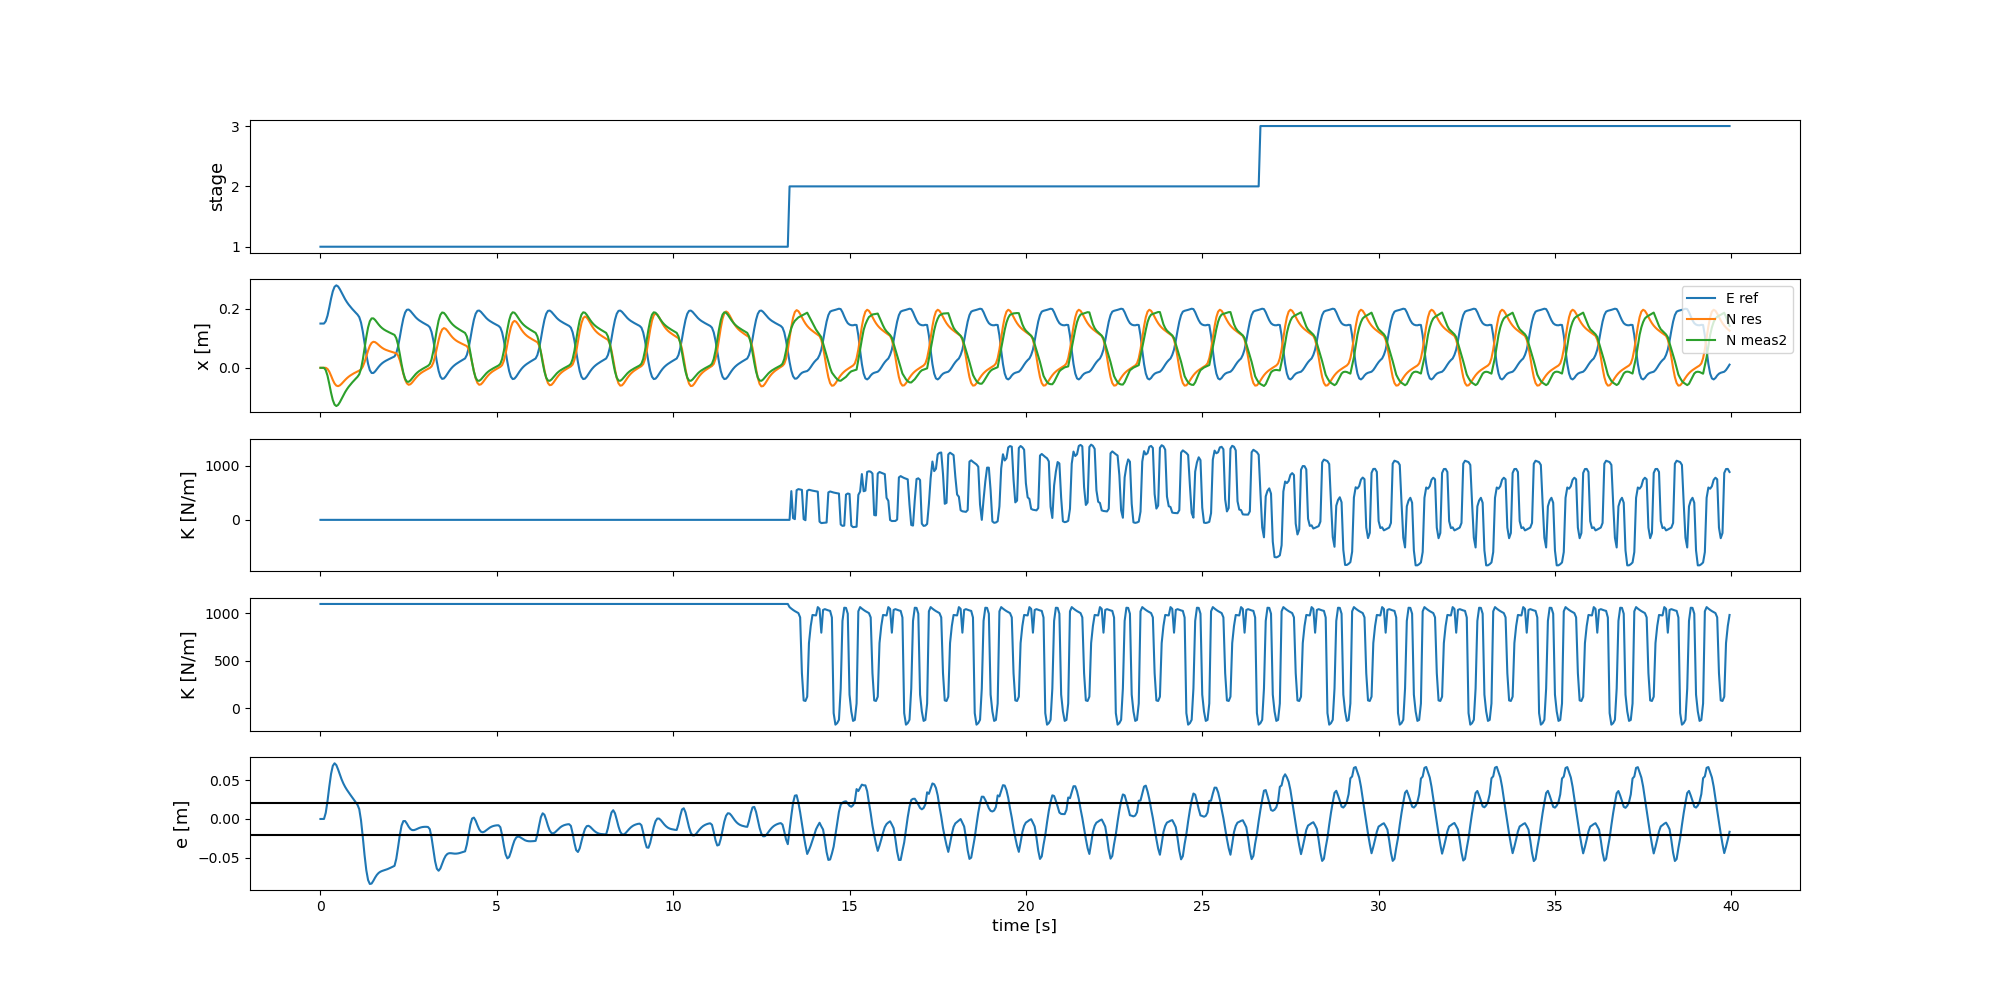 3
2
1
stage
0.2
0.0
x [m]
E ref
N res
N meas2
1000
0
K [N/m]
1000
500
0
K [N/m]
0.05
0.00
−0.05
e [m]
0 5 10 15 20 25 30 35 40
time [s]